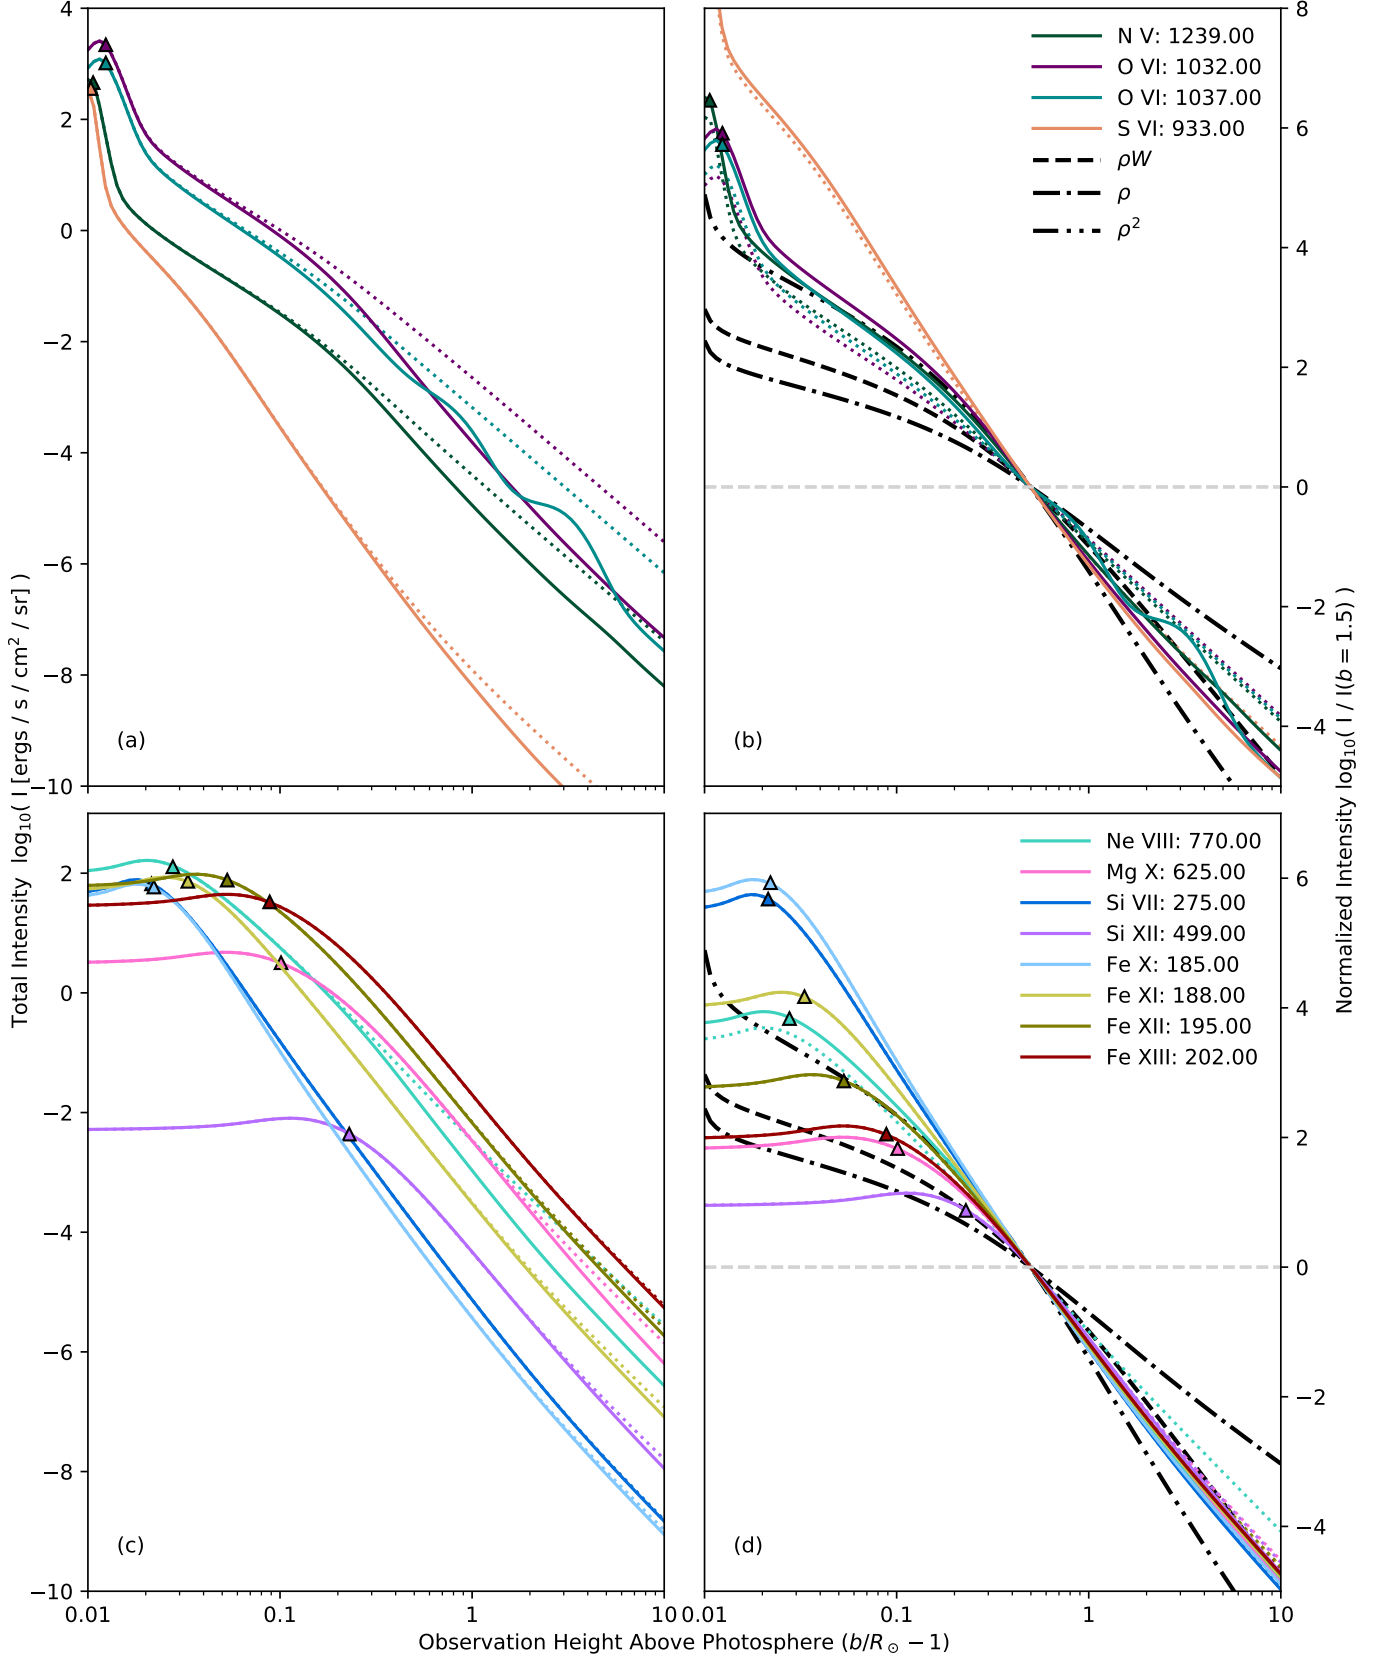 4
2
0
−2
−4
−6
−8
−10
(a)
8
6
4
2
0
−2
−4
(b)
N V: 1239.00
O VI: 1032.00
O VI: 1037.00
S VI: 933.00
ρW
ρ
ρ²
Total Intensity log₁₀( I [ergs / s / cm² / sr] )
Normalized Intensity log₁₀( I / I(b = 1.5) )
2
0
−2
−4
−6
−8
−10
0.01
0.1
1
10
(c)
6
4
2
0
−2
−4
0.01
0.1
1
10
(d)
Ne VIII: 770.00
Mg X: 625.00
Si VII: 275.00
Si XII: 499.00
Fe X: 185.00
Fe XI: 188.00
Fe XII: 195.00
Fe XIII: 202.00
Observation Height Above Photosphere (b/R⊙ − 1)